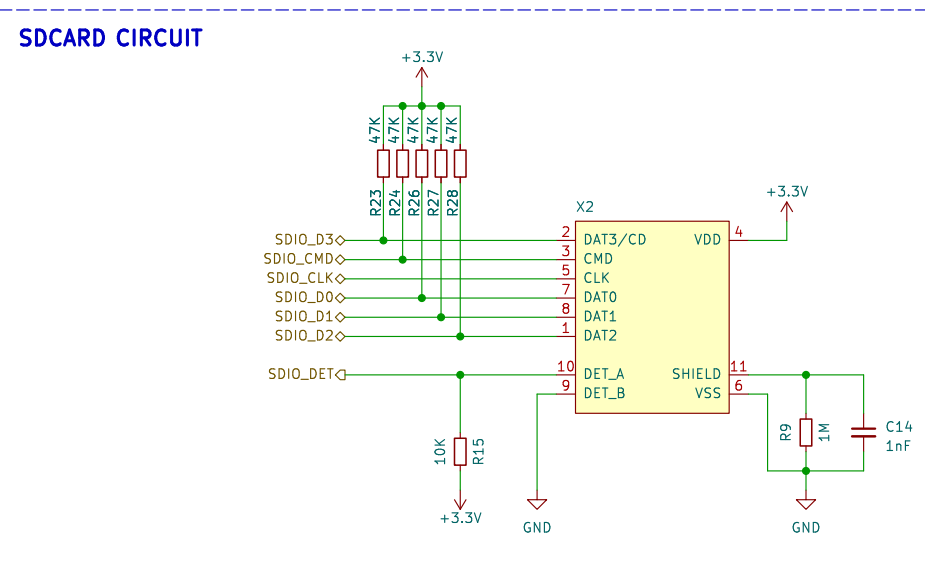 SDCARD CIRCUIT
+3.3V
47K 47K 47K 47K 47K
R23 R24 R26 R27 R28
+3.3V
X2
SDIO_D3 2 DAT3/CD VDD 4
SDIO_CMD 3 CMD
SDIO_CLK 5 CLK
SDIO_D0 7 DAT0
SDIO_D1 8 DAT1
SDIO_D2 1 DAT2
SDIO_DET 10 DET_A SHIELD 11
9 DET_B VSS 6
10K R15
R9 1M
C14
1nF
+3.3V
GND
GND